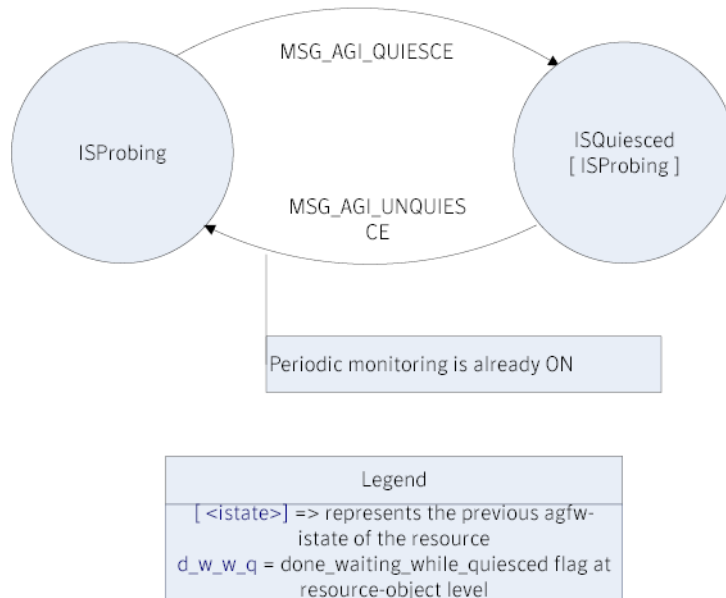 MSG_AGI_QUIESCE
ISProbing
ISQuiesced
[ ISProbing ]
MSG_AGI_UNQUIES
CE
Periodic monitoring is already ON
Legend
[ <istate>] => represents the previous agfw-
istate of the resource
d_w_w_q = done_waiting_while_quiesced flag at
resource-object level